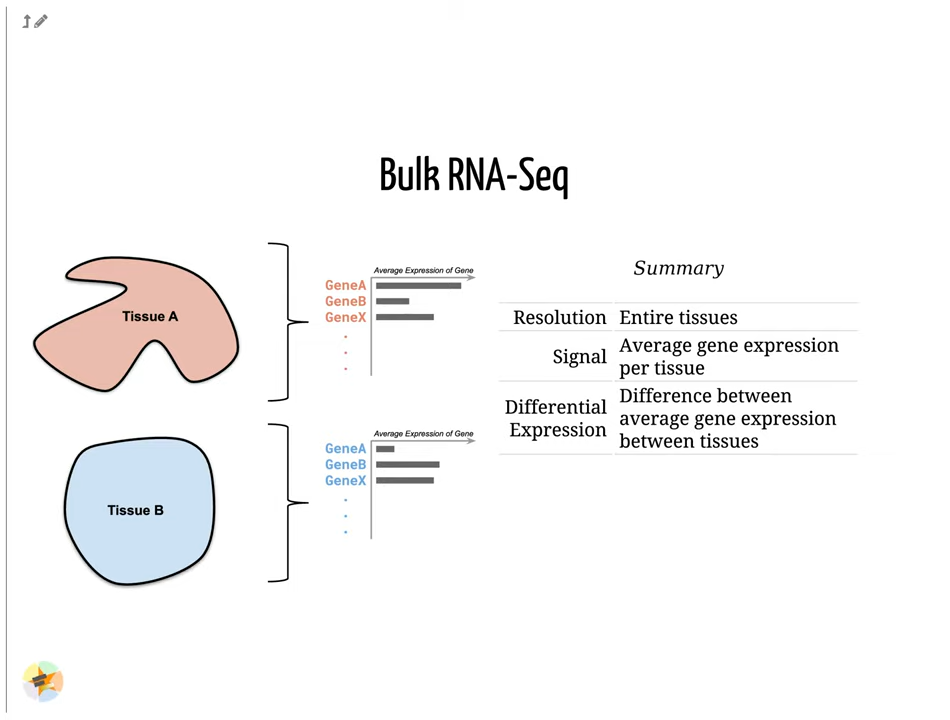 Bulk RNA-Seq
Tissue A
Average Expression of Gene
GeneA
GeneB
GeneX
Tissue B
Average Expression of Gene
GeneA
GeneB
GeneX
Summary
Resolution Entire tissues
Signal Average gene expression
per tissue
Differential
Expression Difference between
average gene expression
between tissues